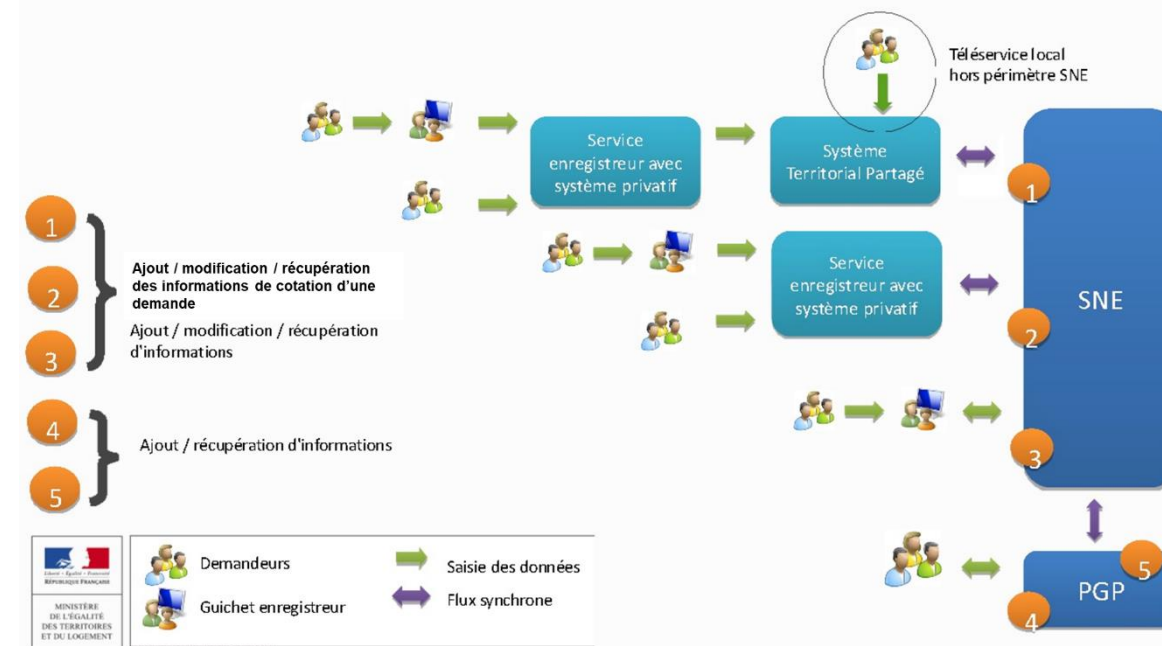 Téléservice local
hors périmètre SNE
Service
enregistreur avec
système privatif
Système
Territorial Partagé
1
1
Ajout / modification / récupération
des informations de cotation d'une
demande
2
Ajout / modification / récupération
d'informations
3
Service
enregistreur avec
système privatif
SNE
2
3
4
Ajout / récupération d'informations
5
5
PGP
4
Liberté • Égalité • Fraternité
RÉPUBLIQUE FRANÇAISE
MINISTÈRE
DE L'ÉGALITÉ
DES TERRITOIRES
ET DU LOGEMENT
Demandeurs
Saisie des données
Guichet enregistreur
Flux synchrone